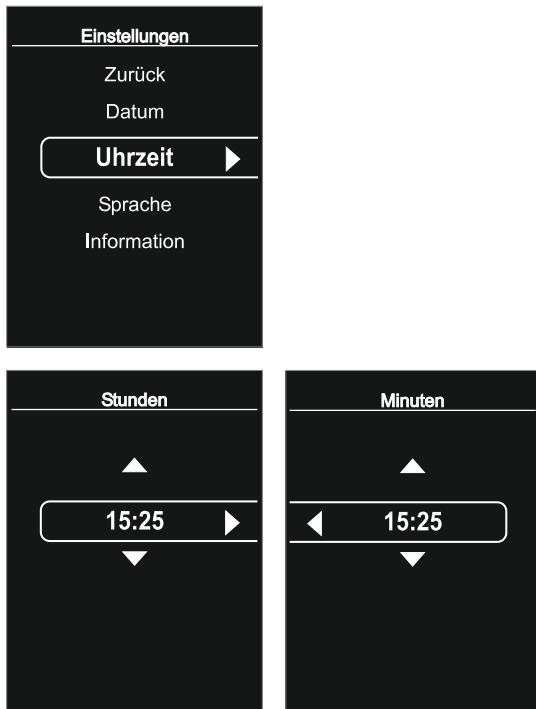 Einstellungen
Zurück
Datum
Uhrzeit
Sprache
Information
Stunden
15:25
Minuten
15:25